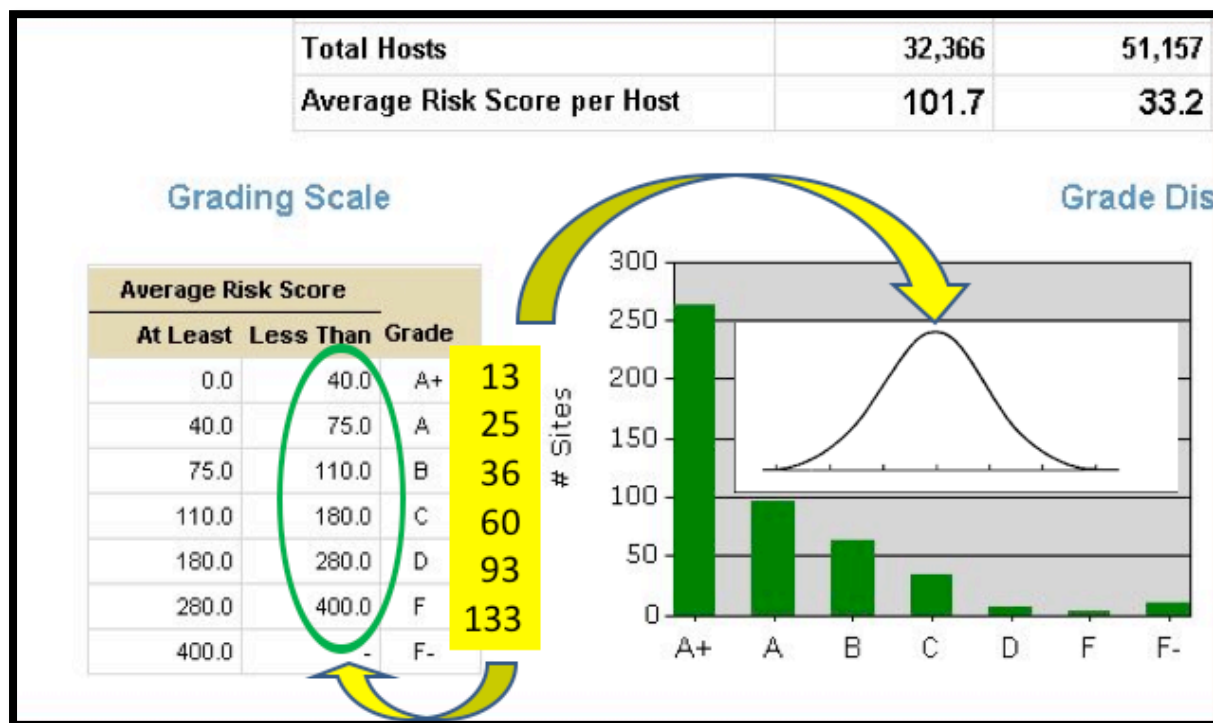 Total Hosts 32,366 51,157
Average Risk Score per Host 101.7 33.2
Grading Scale
Grade Dis
Average Risk Score
At Least Less Than Grade
0.0 40.0 A+ 13
40.0 75.0 A 25
75.0 110.0 B 36
110.0 180.0 C 60
180.0 280.0 D 93
280.0 400.0 F 133
400.0 - F-
# Sites
300
250
200
150
100
50
0
A+ A B C D F F-